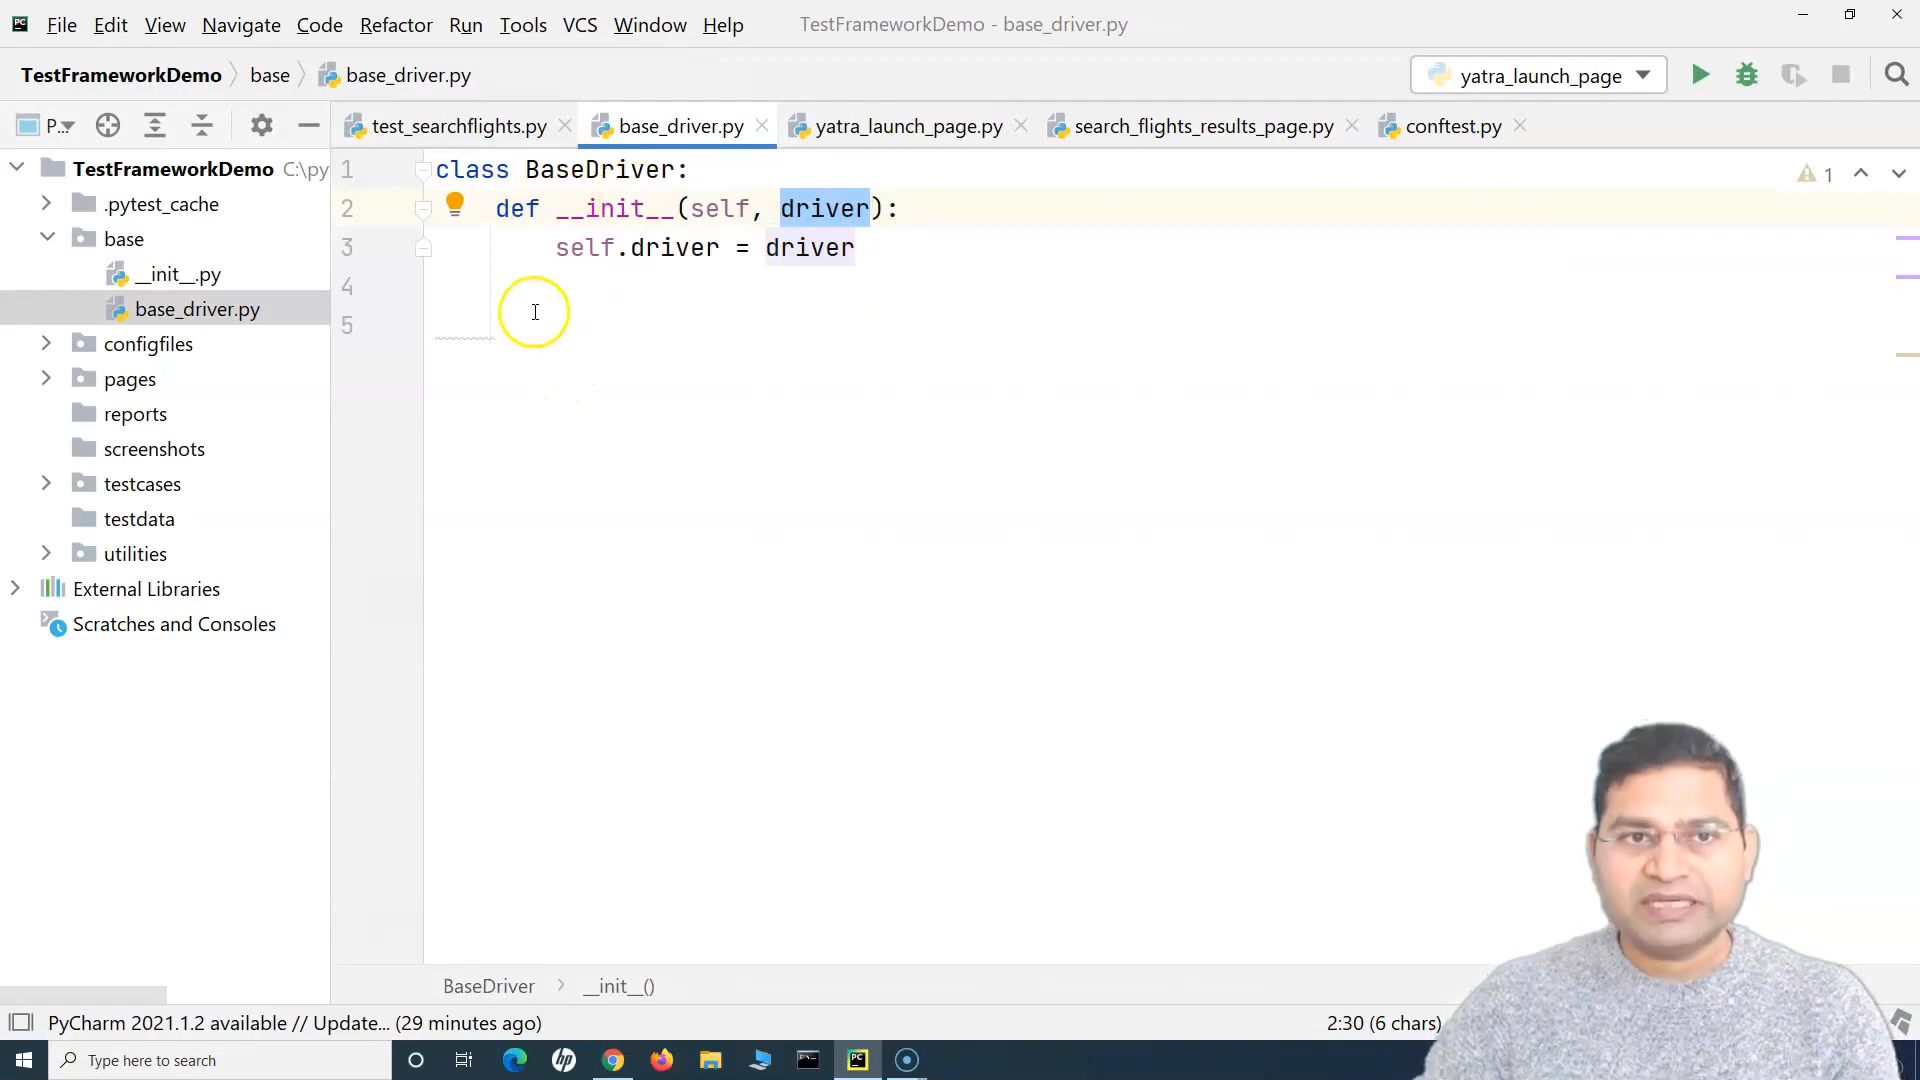 File Edit View Navigate Code Refactor Run Tools VCS Window Help TestFrameworkDemo - base_driver.py
TestFrameworkDemo base base_driver.py yatra_launch_page
P... test_searchflights.py base_driver.py yatra_launch_page.py search_flights_results_page.py conftest.py
TestFrameworkDemo C:\py
.pytest_cache
base
__init__.py
base_driver.py
configfiles
pages
reports
screenshots
testcases
testdata
utilities
External Libraries
Scratches and Consoles
1 class BaseDriver:
2 def __init__(self, driver):
3 self.driver = driver
4
5
1
BaseDriver __init__()
PyCharm 2021.1.2 available // Update... (29 minutes ago) 2:30 (6 chars)
Type here to search